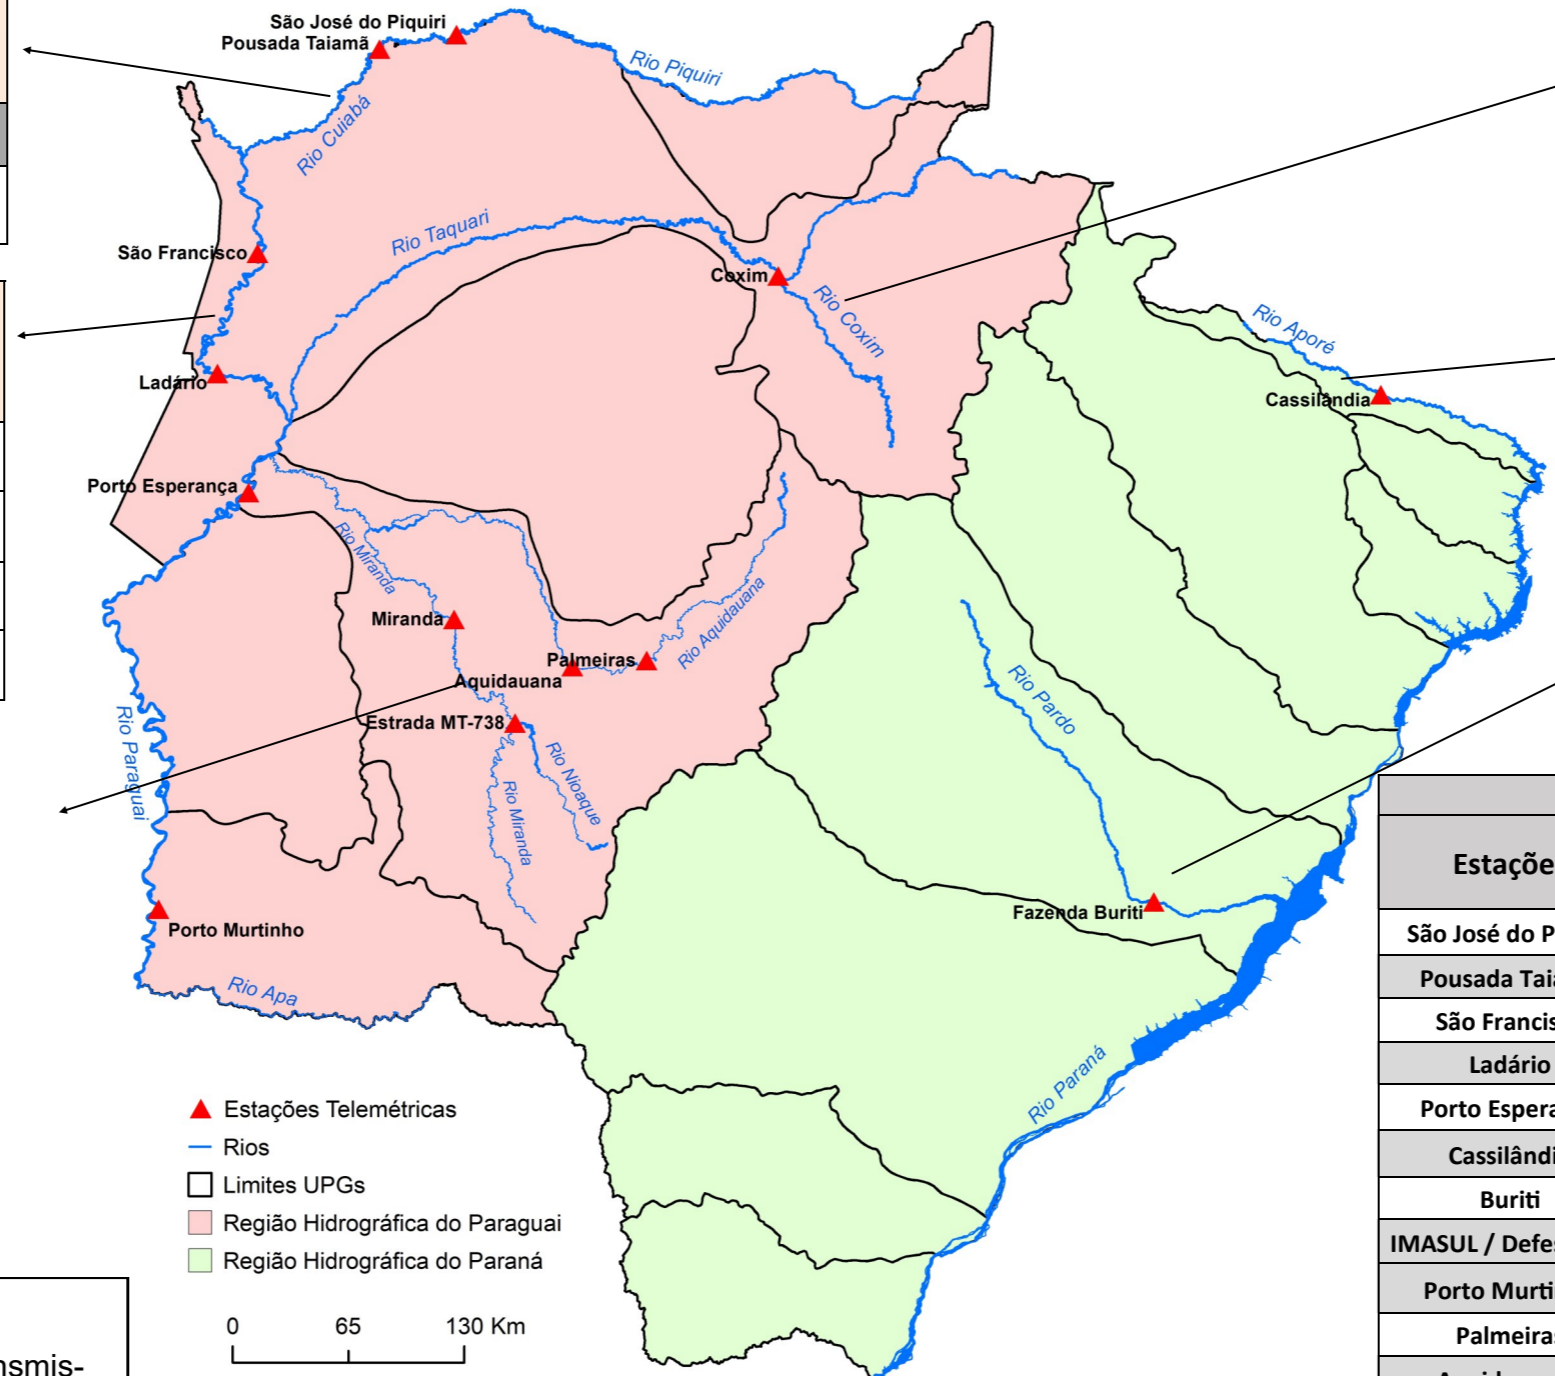 São José do Piquiri
Pousada Taiamã
Rio Piquiri
Rio Cuiabá
Rio Taquari
São Francisco
Coxim
Rio Coxim
Rio Aporé
Ladário
Cassilândia
Porto Esperança
Rio Miranda
Miranda
Rio Aquidauana
Palmeiras
Aquidauana
Rio Pardo
Estrada MT-738
Rio Paraguai
Rio Nioaque
Rio Miranda
Fazenda Buriti
Porto Murtinho
Rio Apa
Rio Paraná
Estações Telemétricas
Rios
Limites UPGs
Região Hidrográfica do Paraguai
Região Hidrográfica do Paraná
0 65 130 Km
nsmis-
Estaçõe
São José do P
Pousada Tai
São Francis
Ladário
Porto Espera
Cassilândi
Buriti
IMASUL / Defe
Porto Murti
Palmeira